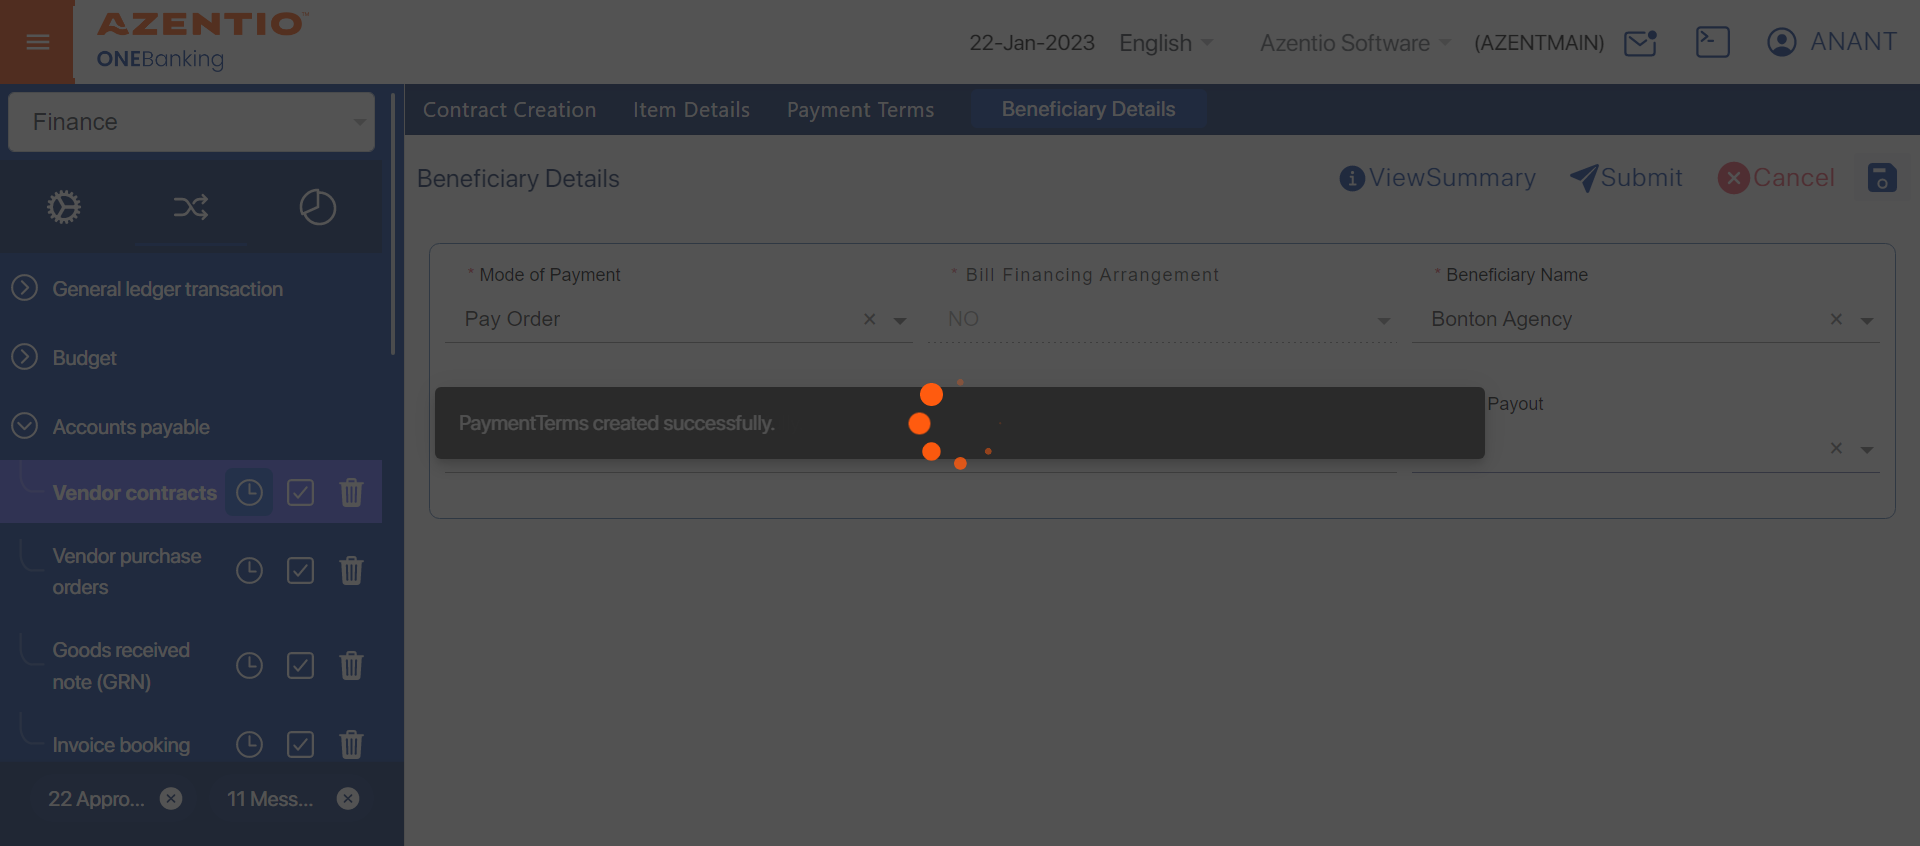 AZENTIO™
ONEBanking
22-Jan-2023 English Azentio Software (AZENTMAIN) ANANT
Finance
General ledger transaction
Budget
Accounts payable
Vendor contracts
Vendor purchase
orders
Goods received
note (GRN)
Invoice booking
22 Appro...
11 Mess...
Contract Creation Item Details Payment Terms Beneficiary Details
Beneficiary Details
ViewSummary Submit Cancel
* Mode of Payment
* Bill Financing Arrangement
* Beneficiary Name
Pay Order
NO
Bonton Agency
Payout
PaymentTerms created successfully.